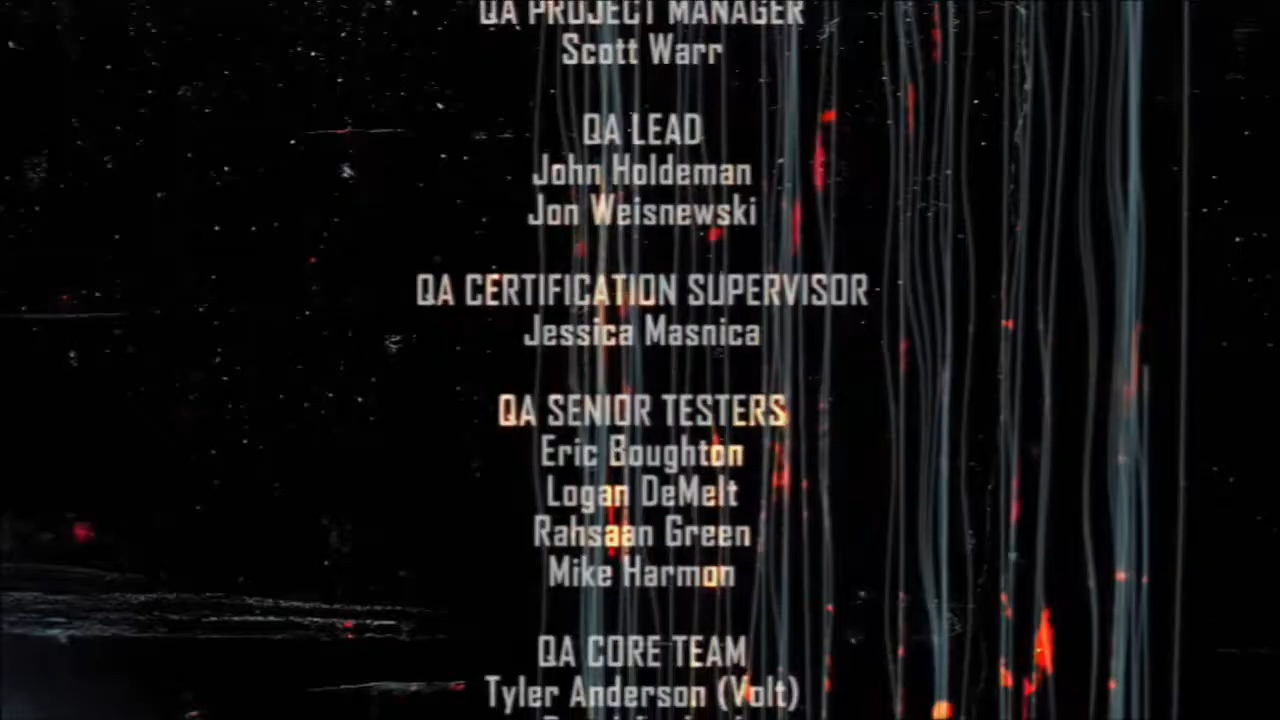 QA PROJECT MANAGER
Scott Warr
QA LEAD
John Holdeman
Jon Weisnewski
QA CERTIFICATION SUPERVISOR
Jessica Masnica
QA SENIOR TESTERS
Eric Boughton
Logan DeMelt
Rahsaan Green
Mike Harmon
QA CORE TEAM
Tyler Anderson (Volt)